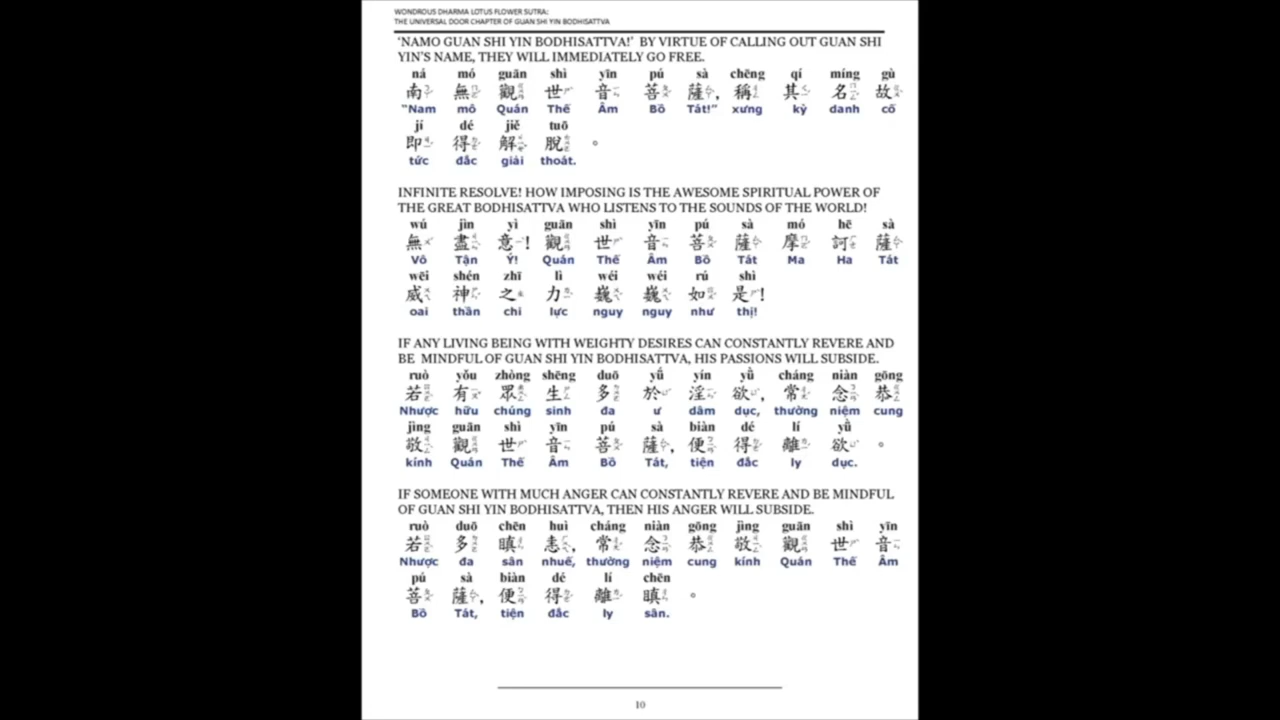 WONDROUS DHARMA LOTUS FLOWER SUTRA:
THE UNIVERSAL DOOR CHAPTER OF GUAN SHI YIN BODHISATTVA
‘NAMO GUAN SHI YIN BODHISATTVA!’ BY VIRTUE OF CALLING OUT GUAN SHI
YIN’S NAME, THEY WILL IMMEDIATELY GO FREE.
ná mó guān shì yīn pú sà chēng qí míng gù
南 無 觀 世 音 菩 薩 , 稱 其 名 故
“Nam mô Quán Thế Âm Bồ Tát!” xưng kỳ danh cố
jí dé jiě tuō
即 得 解 脫 。
tức đắc giải thoát.
INFINITE RESOLVE! HOW IMPOSING IS THE AWESOME SPIRITUAL POWER OF
THE GREAT BODHISATTVA WHO LISTENS TO THE SOUNDS OF THE WORLD!
wú jìn yì guān shì yīn pú sà mó hē sà
無 盡 意 ! 觀 世 音 菩 薩 摩 訶 薩
Vô Tận Ý! Quán Thế Âm Bồ Tát Ma Ha Tát
wēi shén zhī lì wéi wéi rú shì
威 神 之 力 巍 巍 如 是 !
oai thần chi lực nguy nguy như thị!
IF ANY LIVING BEING WITH WEIGHTY DESIRES CAN CONSTANTLY REVERE AND
BE MINDFUL OF GUAN SHI YIN BODHISATTVA, HIS PASSIONS WILL SUBSIDE.
ruò yǒu zhòng shēng duō yǘ yín yǜ cháng niàn gōng
若 有 眾 生 多 於 淫 欲 , 常 念 恭
Nhược hữu chúng sinh đa ư dâm dục, thường niệm cung
jìng guān shì yīn pú sà biàn dé lí yǜ
敬 觀 世 音 菩 薩 , 便 得 離 欲 。
kính Quán Thế Âm Bồ Tát, tiện đắc ly dục.
IF SOMEONE WITH MUCH ANGER CAN CONSTANTLY REVERE AND BE MINDFUL
OF GUAN SHI YIN BODHISATTVA, THEN HIS ANGER WILL SUBSIDE.
ruò duō chēn huì cháng niàn gōng jìng guān shì yīn
若 多 瞋 恚 , 常 念 恭 敬 觀 世 音
Nhược đa sân nhuế, thường niệm cung kính Quán Thế Âm
pú sà biàn dé lí chēn
菩 薩 , 便 得 離 瞋 。
Bồ Tát, tiện đắc ly sân.
10